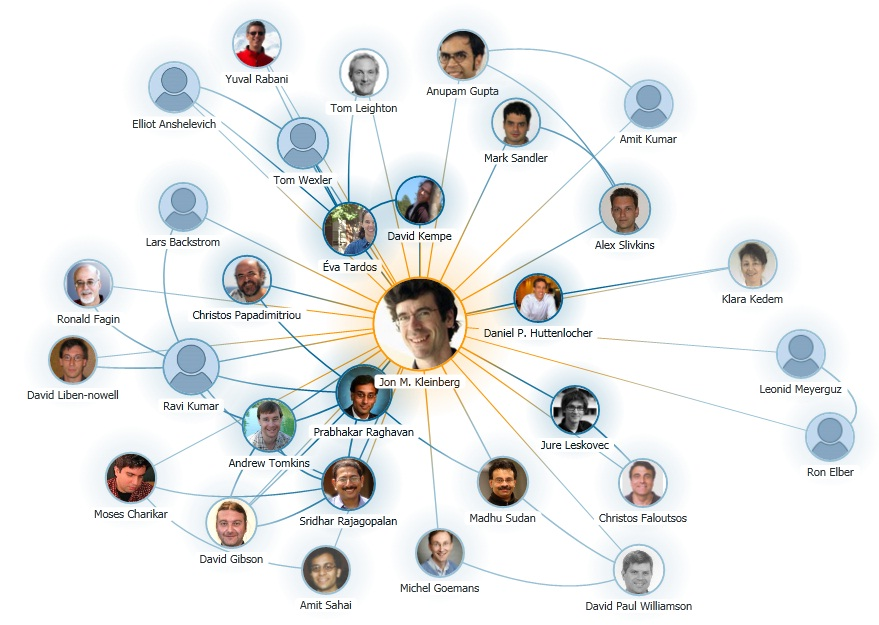 Yuval Rabani
Anupam Gupta
Tom Leighton
Elliot Anshelevich
Amit Kumar
Mark Sandler
Tom Wexler
David Kempe
Lars Backstrom
Alex Slivkins
Éva Tardos
Klara Kedem
Christos Papadimitriou
Ronald Fagin
Daniel P. Huttenlocher
Jon M. Kleinberg
Leonid Meyerguz
David Liben-nowell
Ravi Kumar
Prabhakar Raghavan
Jure Leskovec
Andrew Tomkins
Ron Elber
Moses Charikar
Sridhar Rajagopalan
Madhu Sudan
Christos Faloutsos
David Gibson
Michel Goemans
Amit Sahai
David Paul Williamson